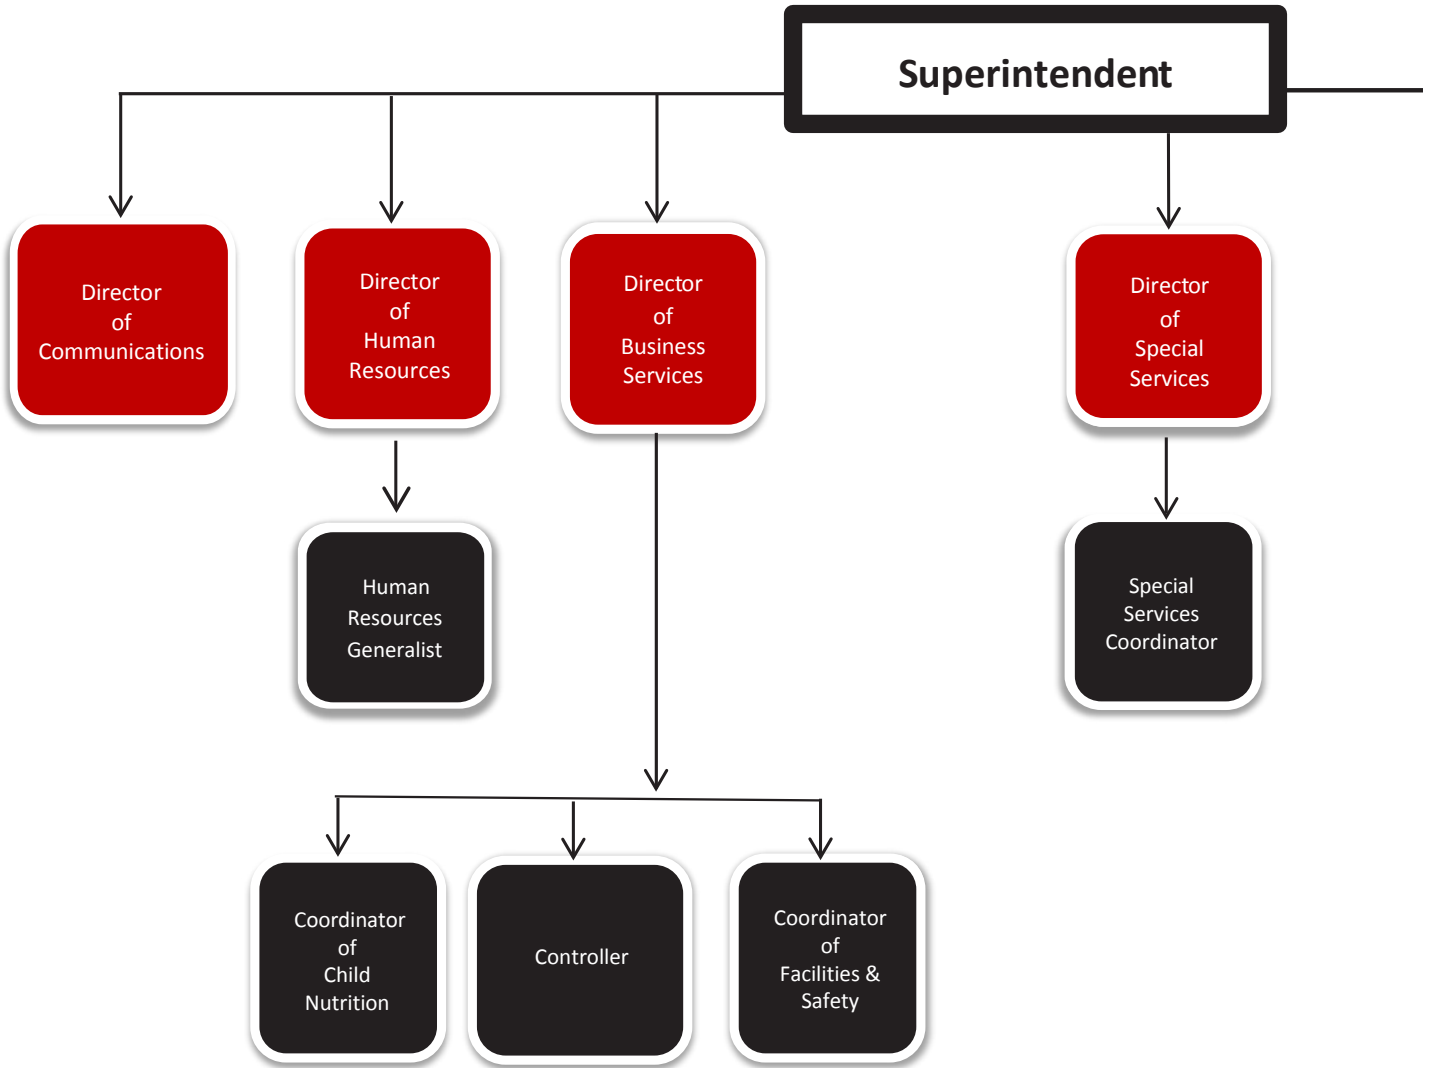 Superintendent
Director
of
Communications
Director
of
Human
Resources
Director
of
Business
Services
Director
of
Special
Services
Human
Resources
Generalist
Special
Services
Coordinator
Coordinator
of
Child
Nutrition
Controller
Coordinator
of
Facilities &
Safety